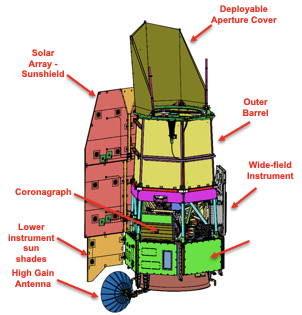 Deployable
Aperture Cover
Solar
Array -
Sunshield
Outer
Barrel
Wide-field
Instrument
Coronagraph
Lower
instrument
sun
shades
High Gain
Antenna